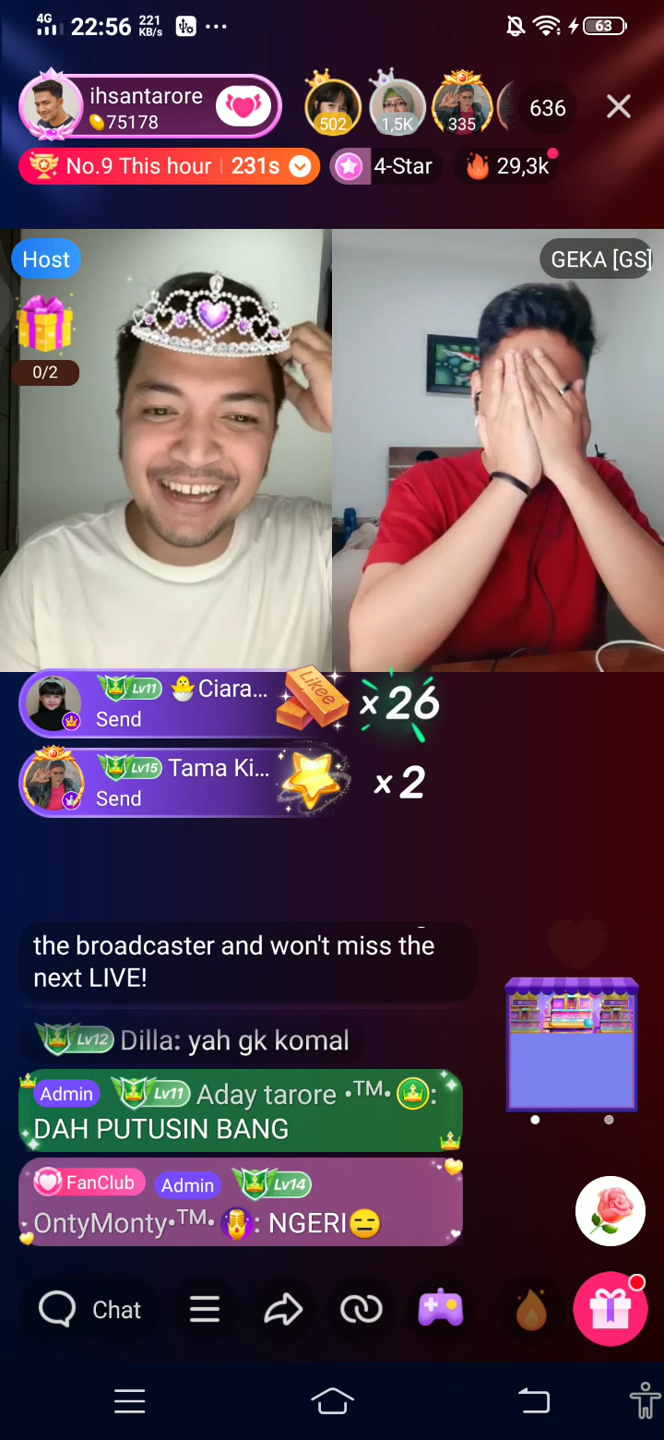 4G 22:56 221 KB/s ... 63
ihsantarore
75178
502 1,5K 335 636
No.9 This hour 231s 4-Star 29,3k
Host GEKA [GS]
0/2
Lv11 Ciara... Likee x26
Send
Lv15 Tama Ki... x2
Send
the broadcaster and won't miss the
next LIVE!
Lv12 Dilla: yah gk komal
Admin Lv11 Aday tarore •™• :
DAH PUTUSIN BANG
FanClub Admin Lv14
OntyMonty•™• : NGERI😑
Chat